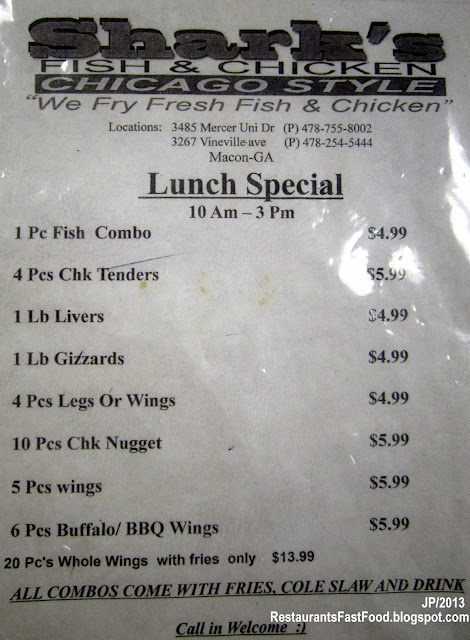 Shark's
FISH & CHICKEN
CHICAGO STYLE
"We Fry Fresh Fish & Chicken"
Locations: 3485 Mercer Uni Dr (P) 478-755-8002
3267 Vineville ave (P) 478-254-5444
Macon-GA
Lunch Special
10 Am – 3 Pm
1 Pc Fish Combo $4.99
4 Pcs Chk Tenders $5.99
1 Lb Livers $4.99
1 Lb Gizzards $4.99
4 Pcs Legs Or Wings $4.99
10 Pcs Chk Nugget $5.99
5 Pcs wings $5.99
6 Pcs Buffalo/ BBQ Wings $5.99
20 Pc's Whole Wings with fries only $13.99
ALL COMBOS COME WITH FRIES, COLE SLAW AND DRINK
JP/2013
RestaurantsFastFood.blogspot.com
Call in Welcome :)